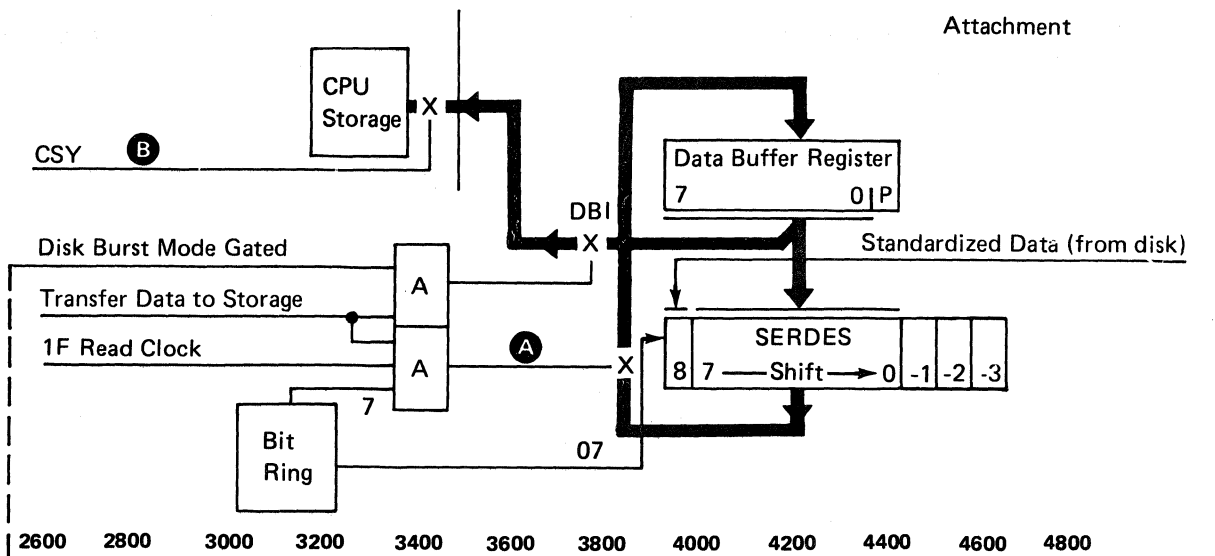 Attachment
CPU
Storage
X
CSY
B
Data Buffer Register
7 0 P
DBI
X
Standardized Data (from disk)
Disk Burst Mode Gated
A
Transfer Data to Storage
1F Read Clock
A
A
X
SERDES
8 7 Shift 0 -1 -2 -3
7
Bit
Ring
07
2600 2800 3000 3200 3400 3600 3800 4000 4200 4400 4600 4800